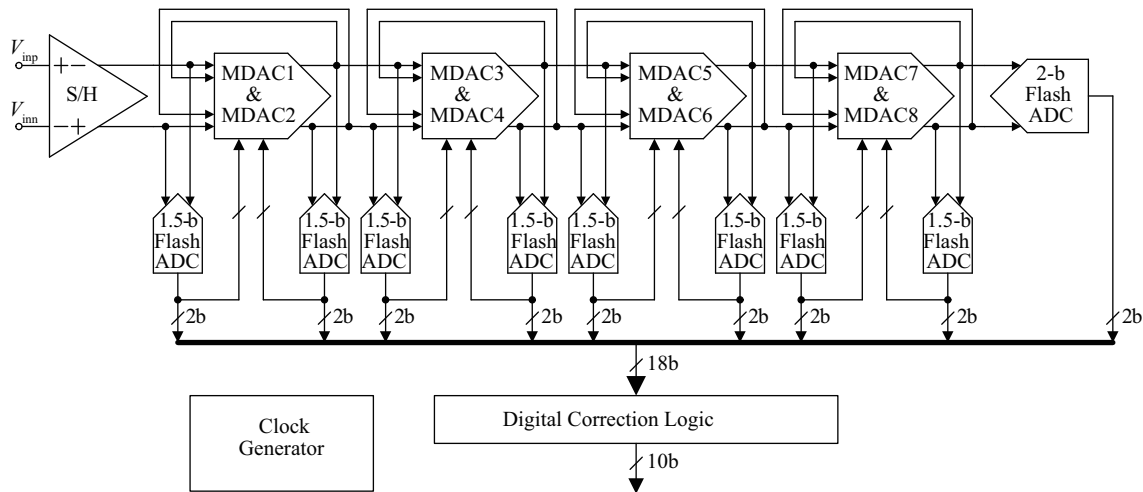 Vinp
Vinn
+ −
S/H
− +
MDAC1
&
MDAC2
MDAC3
&
MDAC4
MDAC5
&
MDAC6
MDAC7
&
MDAC8
2-b
Flash
ADC
1.5-b
Flash
ADC
1.5-b
Flash
ADC
1.5-b
Flash
ADC
1.5-b
Flash
ADC
1.5-b
Flash
ADC
1.5-b
Flash
ADC
1.5-b
Flash
ADC
1.5-b
Flash
ADC
2b
2b
2b
2b
2b
2b
2b
2b
2b
18b
Clock
Generator
Digital Correction Logic
10b